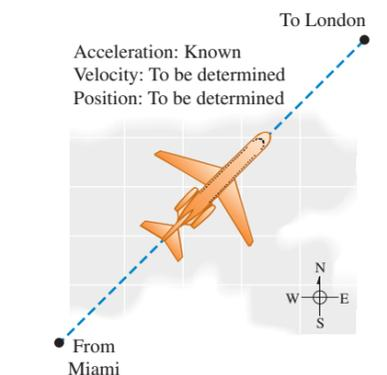 To London
Acceleration: Known
Velocity: To be determined
Position: To be determined
N
W E
S
From
Miami